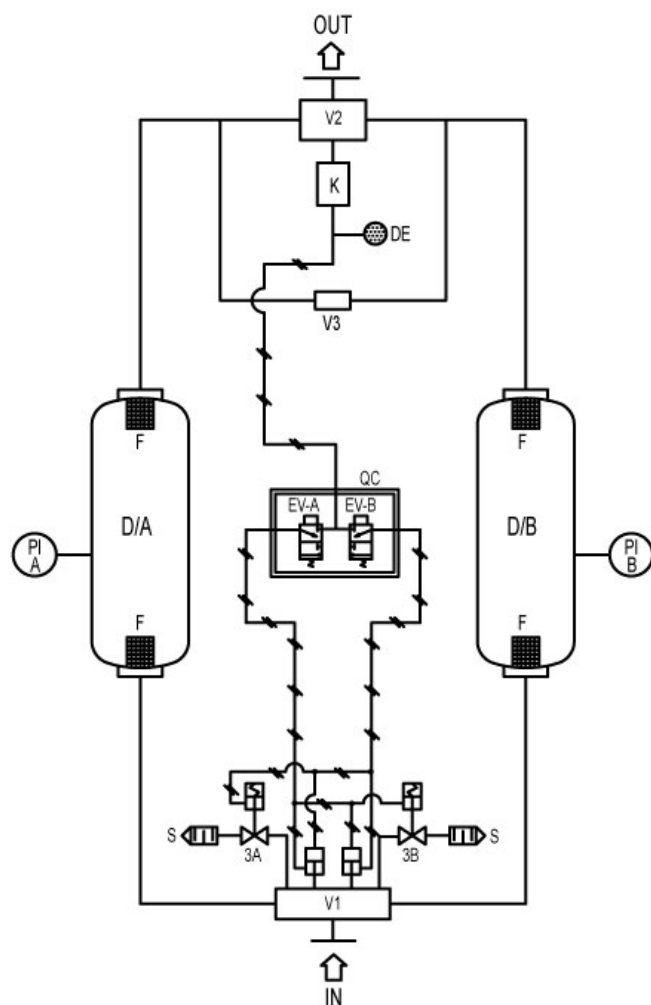 OUT
V2
K
DE
V3
F F
D/A D/B
QC
EV-A EV-B
PI A
PI B
F F
S 3A 3B S
V1
IN